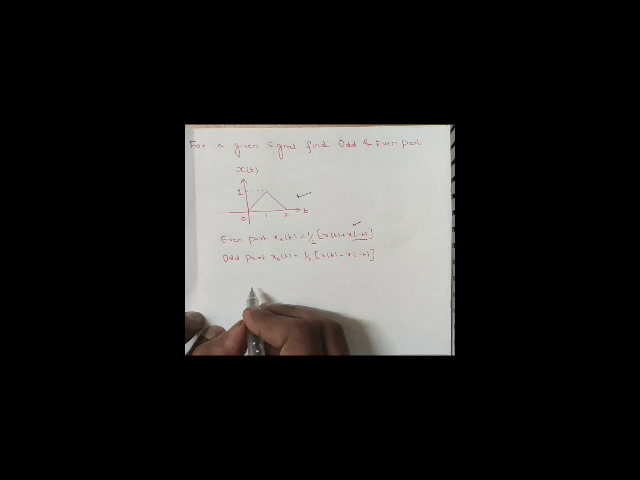 For a given signal find Odd & Even part
x(t)
1
0 1 2 t
Even part xe(t) = 1/2 [x(t)+x(-t)]
Odd part xo(t) = 1/2 [x(t) - x(-t)]